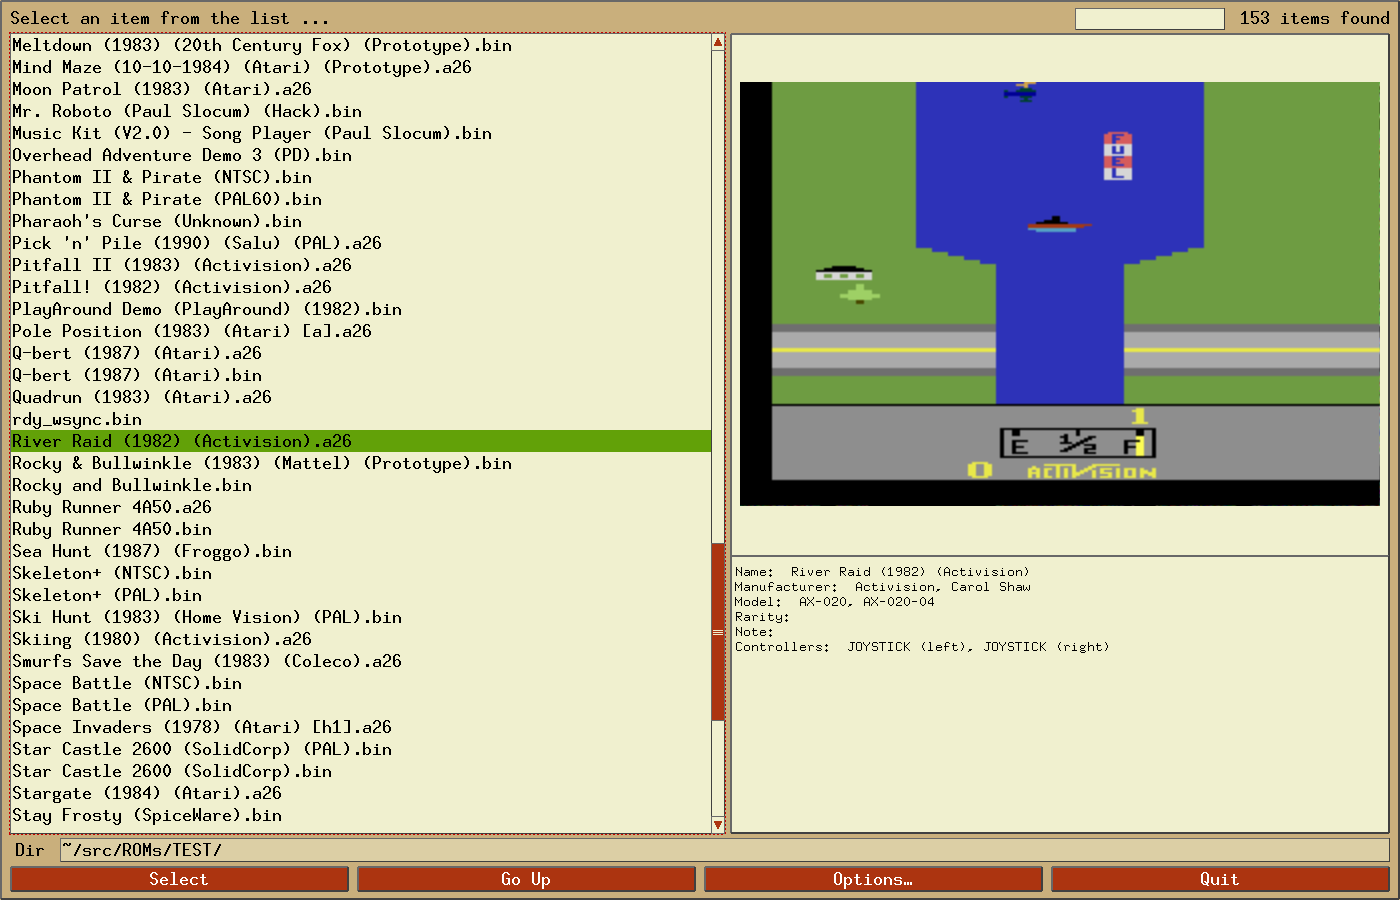 Select an item from the list ...
153 items found
Meltdown (1983) (20th Century Fox) (Prototype).bin
Mind Maze (10-10-1984) (Atari) (Prototype).a26
Moon Patrol (1983) (Atari).a26
Mr. Roboto (Paul Slocum) (Hack).bin
Music Kit (V2.0) - Song Player (Paul Slocum).bin
Overhead Adventure Demo 3 (PD).bin
Phantom II & Pirate (NTSC).bin
Phantom II & Pirate (PAL60).bin
Pharaoh's Curse (Unknown).bin
Pick 'n' Pile (1990) (Salu) (PAL).a26
Pitfall II (1983) (Activision).a26
Pitfall! (1982) (Activision).a26
PlayAround Demo (PlayAround) (1982).bin
Pole Position (1983) (Atari) [a].a26
Q-bert (1987) (Atari).a26
Q-bert (1987) (Atari).bin
Quadrun (1983) (Atari).a26
rdy_wsync.bin
River Raid (1982) (Activision).a26
Rocky & Bullwinkle (1983) (Mattel) (Prototype).bin
Rocky and Bullwinkle.bin
Ruby Runner 4A50.a26
Ruby Runner 4A50.bin
Sea Hunt (1987) (Froggo).bin
Skeleton+ (NTSC).bin
Skeleton+ (PAL).bin
Ski Hunt (1983) (Home Vision) (PAL).bin
Skiing (1980) (Activision).a26
Smurfs Save the Day (1983) (Coleco).a26
Space Battle (NTSC).bin
Space Battle (PAL).bin
Space Invaders (1978) (Atari) [h1].a26
Star Castle 2600 (SolidCorp) (PAL).bin
Star Castle 2600 (SolidCorp).bin
Stargate (1984) (Atari).a26
Stay Frosty (SpiceWare).bin
FUEL
1
E ½ F
0 ACTIVISION
Name: River Raid (1982) (Activision)
Manufacturer: Activision, Carol Shaw
Model: AX-020, AX-020-04
Rarity:
Note:
Controllers: JOYSTICK (left), JOYSTICK (right)
Dir ~/src/ROMs/TEST/
Select
Go Up
Options…
Quit